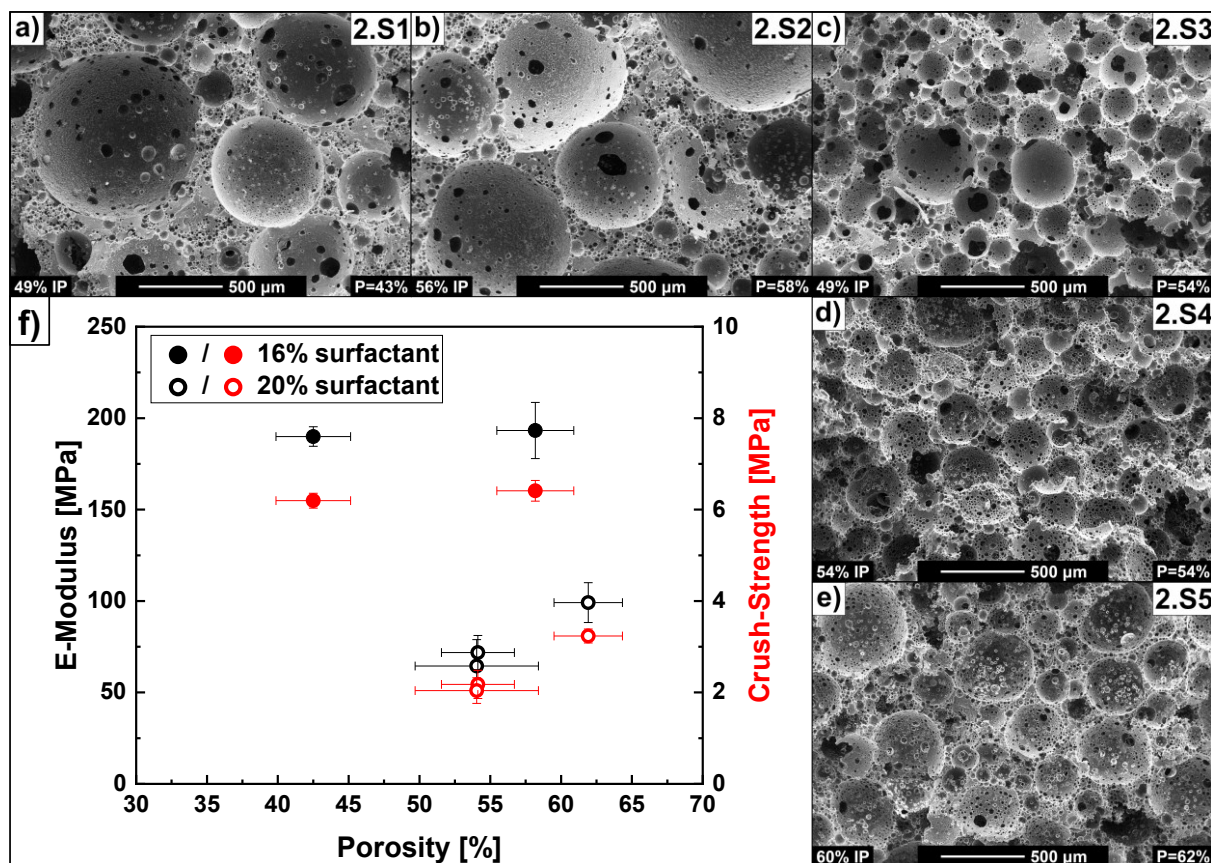 a) 2.S1
49% IP 500 µm P=43%
b) 2.S2
56% IP 500 µm P=58%
c) 2.S3
49% IP 500 µm P=54%
d) 2.S4
54% IP 500 µm P=54%
e) 2.S5
60% IP 500 µm P=62%
f)
/ 16% surfactant
/ 20% surfactant
E-Modulus [MPa]
250
200
150
100
50
0
Crush-Strength [MPa]
10
8
6
4
2
0
30 35 40 45 50 55 60 65 70
Porosity [%]